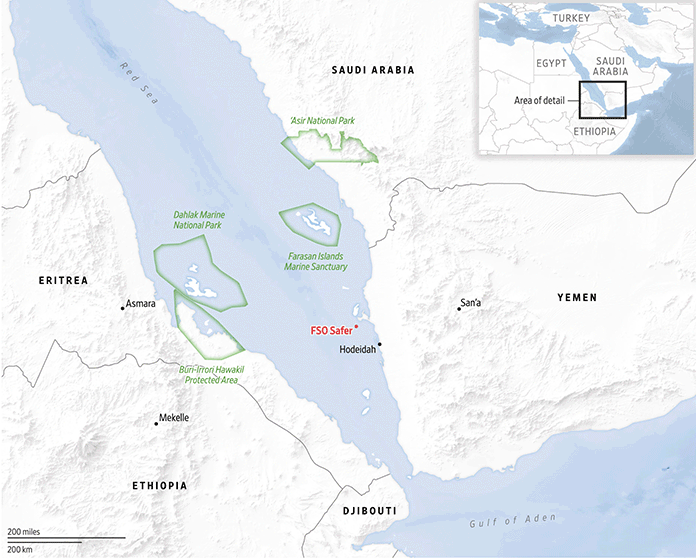 TURKEY
EGYPT
SAUDI
ARABIA
Area of detail
ETHIOPIA
Red Sea
SAUDI ARABIA
'Asir National Park
Dahlak Marine
National Park
Farasan Islands
Marine Sanctuary
ERITREA
Asmara
San'a
YEMEN
FSO Safer
Hodeidah
Buri-Irrori Hawakil
Protected Area
Mekelle
ETHIOPIA
DJIBOUTI
Gulf of Aden
200 miles
200 km